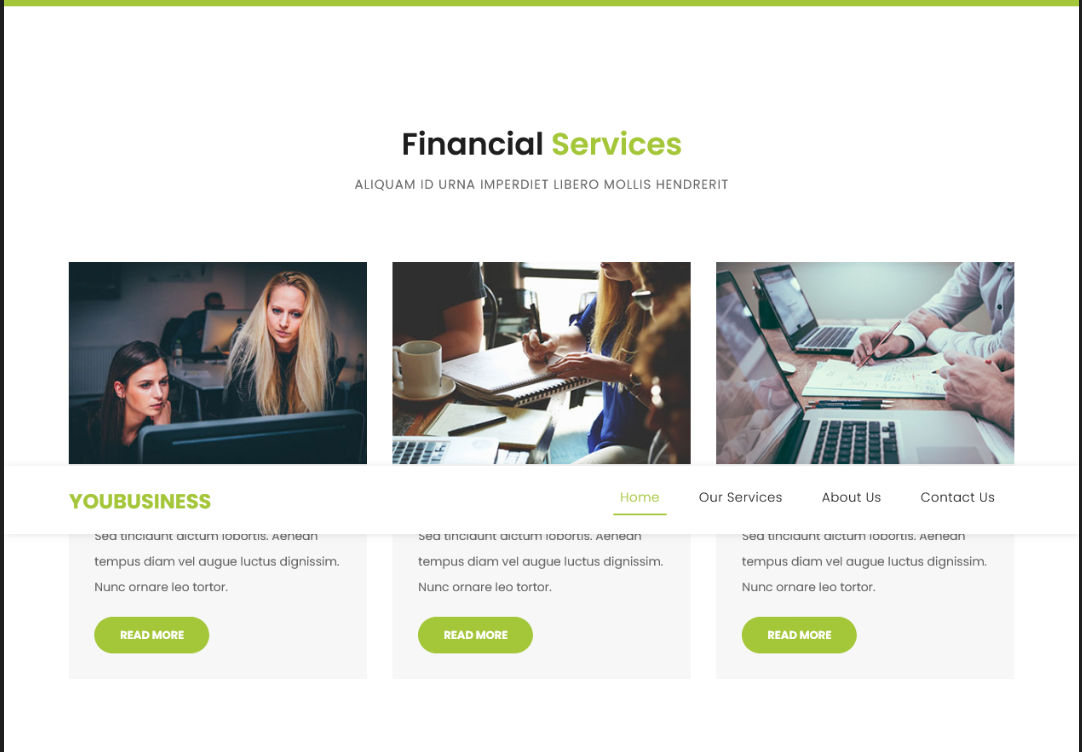 Financial Services
ALIQUAM ID URNA IMPERDIET LIBERO MOLLIS HENDRERIT
YOUBUSINESS
Home Our Services About Us Contact Us
Sed tincidunt dictum lobortis. Aenean
tempus diam vel augue luctus dignissim.
Nunc ornare leo tortor.
READ MORE
Sed tincidunt dictum lobortis. Aenean
tempus diam vel augue luctus dignissim.
Nunc ornare leo tortor.
READ MORE
Sed tincidunt dictum lobortis. Aenean
tempus diam vel augue luctus dignissim.
Nunc ornare leo tortor.
READ MORE